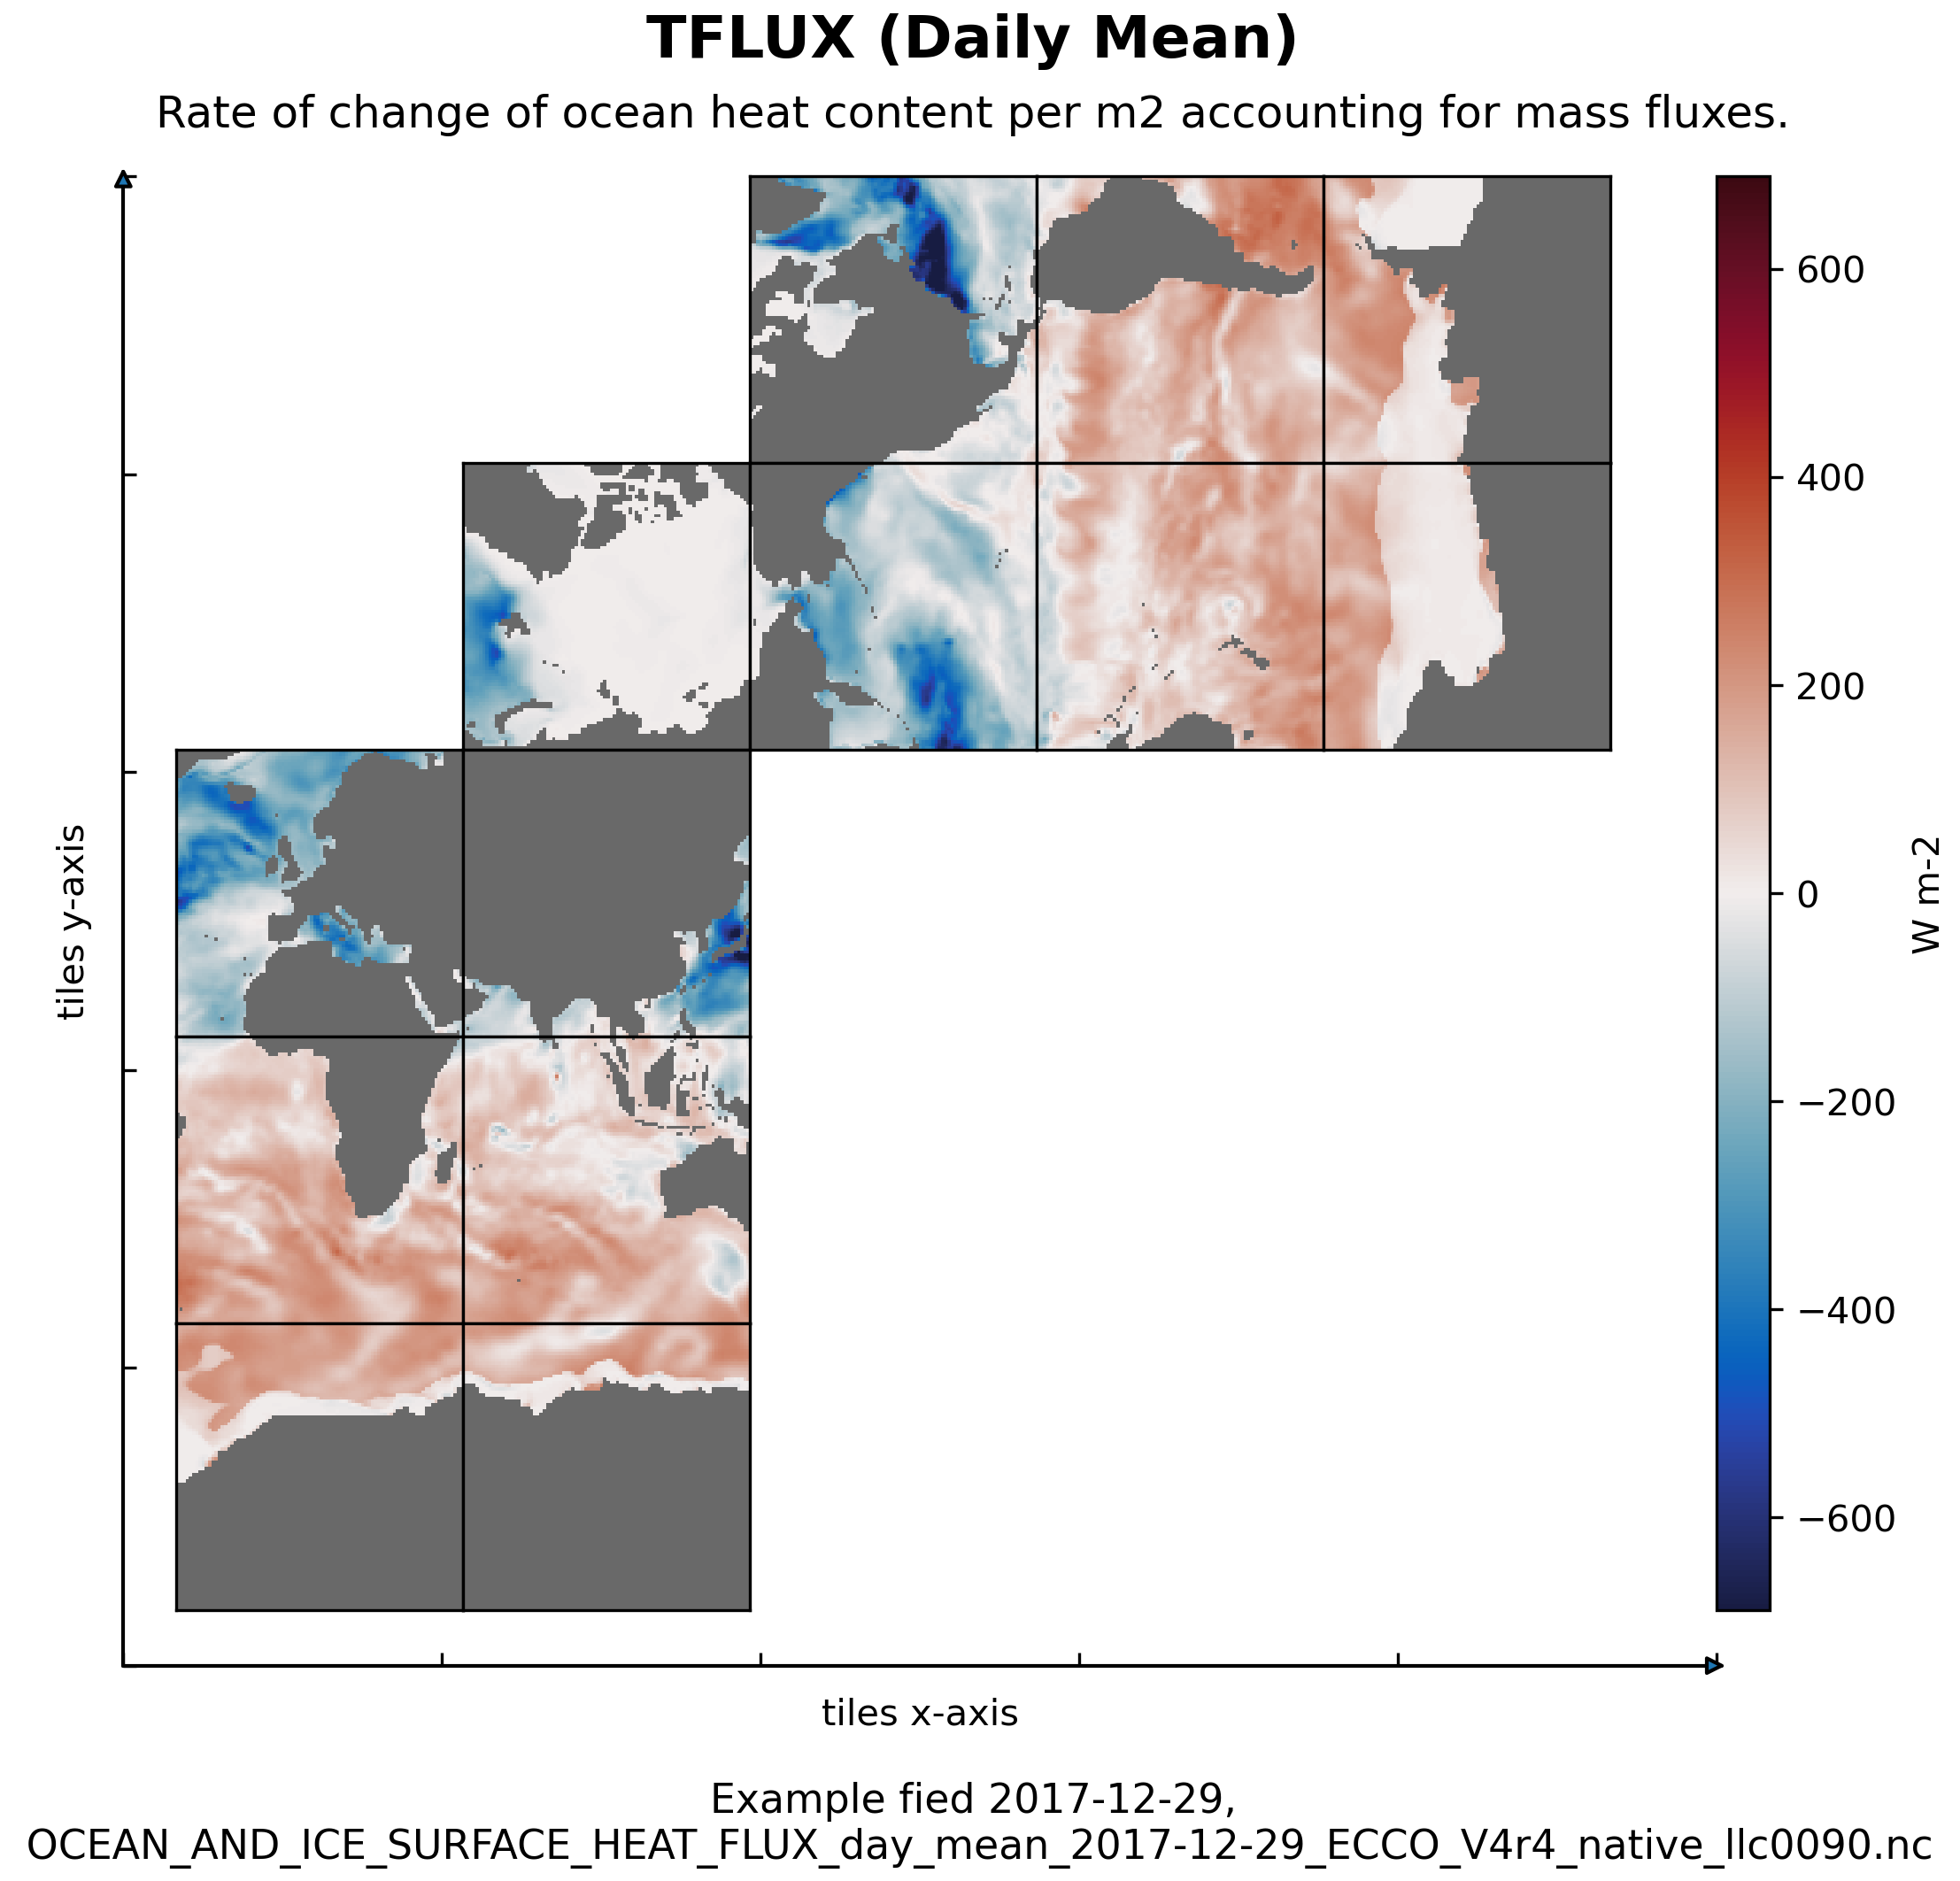 TFLUX (Daily Mean)
Rate of change of ocean heat content per m2 accounting for mass fluxes.
600
400
200
0
−200
−400
−600
W m-2
tiles y-axis
tiles x-axis
Example fied 2017-12-29,
OCEAN_AND_ICE_SURFACE_HEAT_FLUX_day_mean_2017-12-29_ECCO_V4r4_native_llc0090.nc